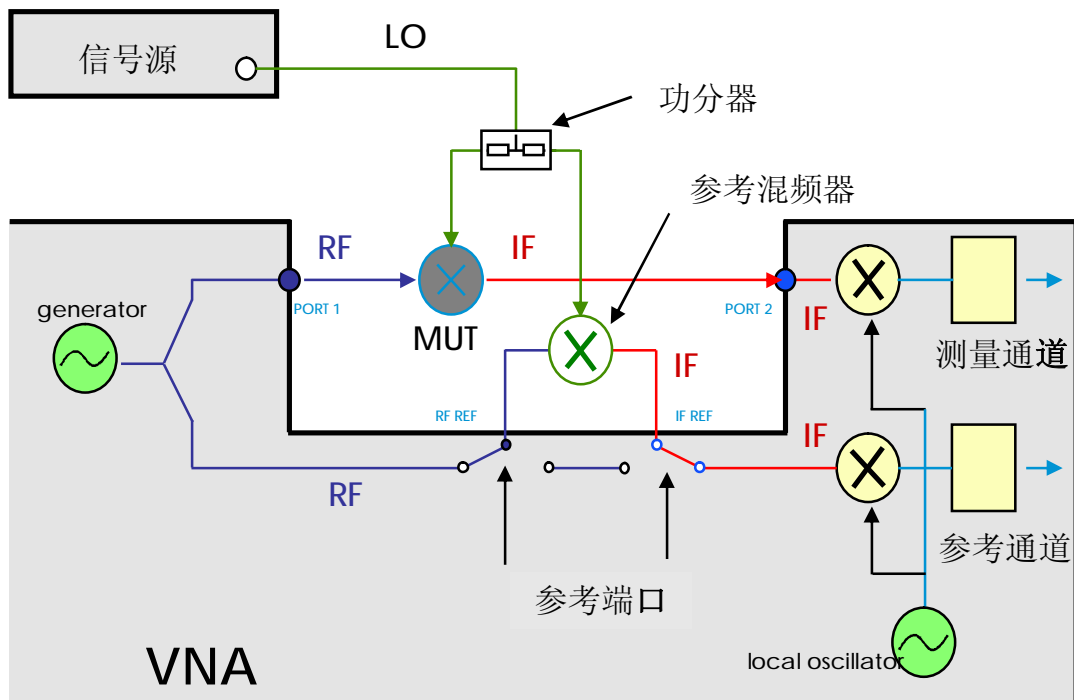 信号源
LO
功分器
参考混频器
RF
IF
generator
PORT 1
MUT
PORT 2
IF
测量通道
IF
RF REF
IF REF
IF
RF
参考通道
参考端口
VNA
local oscillator